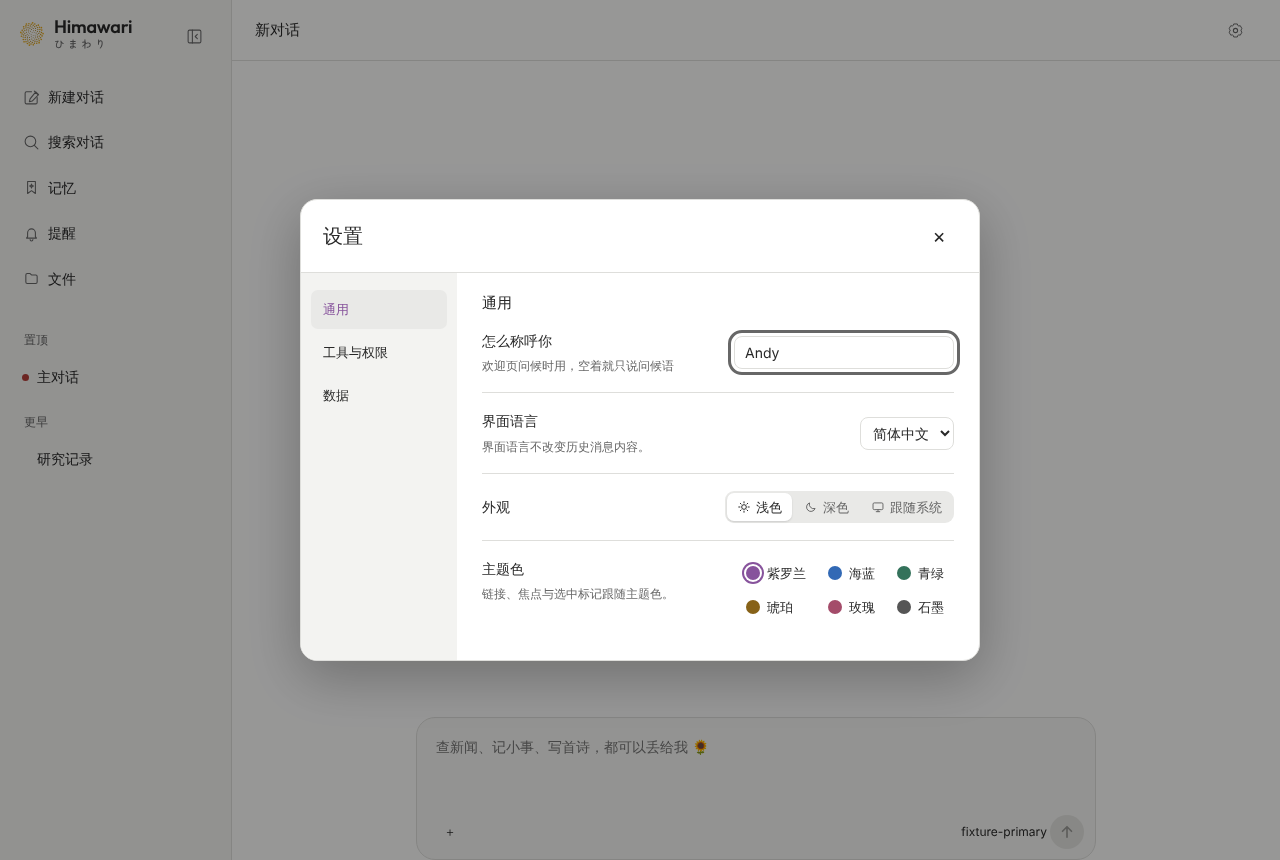 Himawari
ひまわり
新建对话
搜索对话
记忆
提醒
文件
置顶
主对话
更早
研究记录
新对话
设置
通用
工具与权限
数据
通用
怎么称呼你
欢迎页问候时用，空着就只说问候语
Andy
界面语言
界面语言不改变历史消息内容。
简体中文
外观
浅色 深色 跟随系统
主题色
链接、焦点与选中标记跟随主题色。
紫罗兰 海蓝 青绿
琥珀 玫瑰 石墨
查新闻、记小事、写首诗，都可以丢给我 🌻
fixture-primary